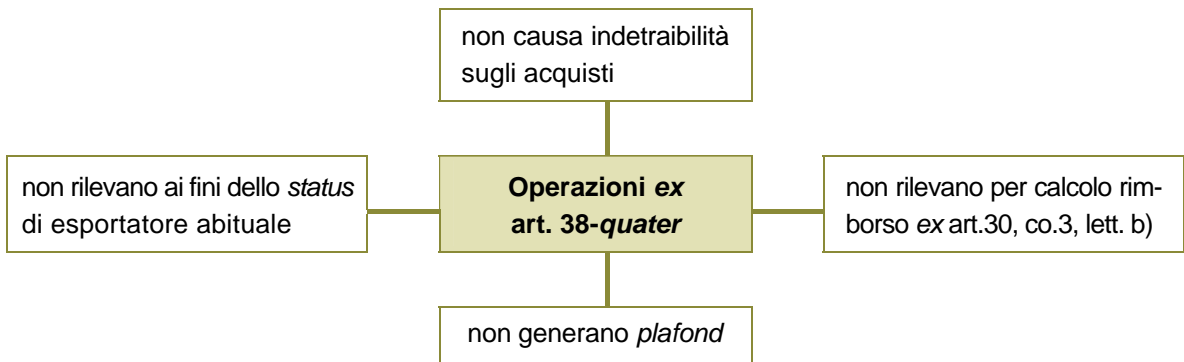 non causa indetraibilità
sugli acquisti
non rilevano ai fini dello status
di esportatore abituale
Operazioni ex
art. 38-quater
non rilevano per calcolo rim-
borso ex art.30, co.3, lett. b)
non generano plafond